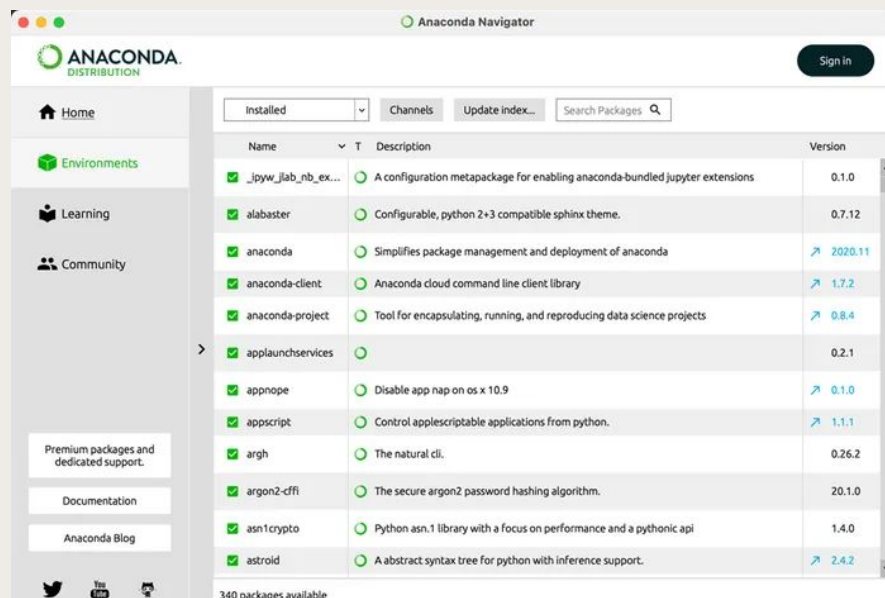 Anaconda Navigator
ANACONDA.
DISTRIBUTION
Sign in
Home
Environments
Learning
Community
Premium packages and
dedicated support.
Documentation
Anaconda Blog
You
Tube
Installed
Channels
Update index...
Search Packages
Name T Description Version
_ipyw_jlab_nb_ex... A configuration metapackage for enabling anaconda-bundled jupyter extensions 0.1.0
alabaster Configurable, python 2+3 compatible sphinx theme. 0.7.12
anaconda Simplifies package management and deployment of anaconda 2020.11
anaconda-client Anaconda cloud command line client library 1.7.2
anaconda-project Tool for encapsulating, running, and reproducing data science projects 0.8.4
applaunchservices 0.2.1
appnope Disable app nap on os x 10.9 0.1.0
appscript Control applescriptable applications from python. 1.1.1
argh The natural cli. 0.26.2
argon2-cffi The secure argon2 password hashing algorithm. 20.1.0
asn1crypto Python asn.1 library with a focus on performance and a pythonic api 1.4.0
astroid A abstract syntax tree for python with inference support. 2.4.2
340 packages available